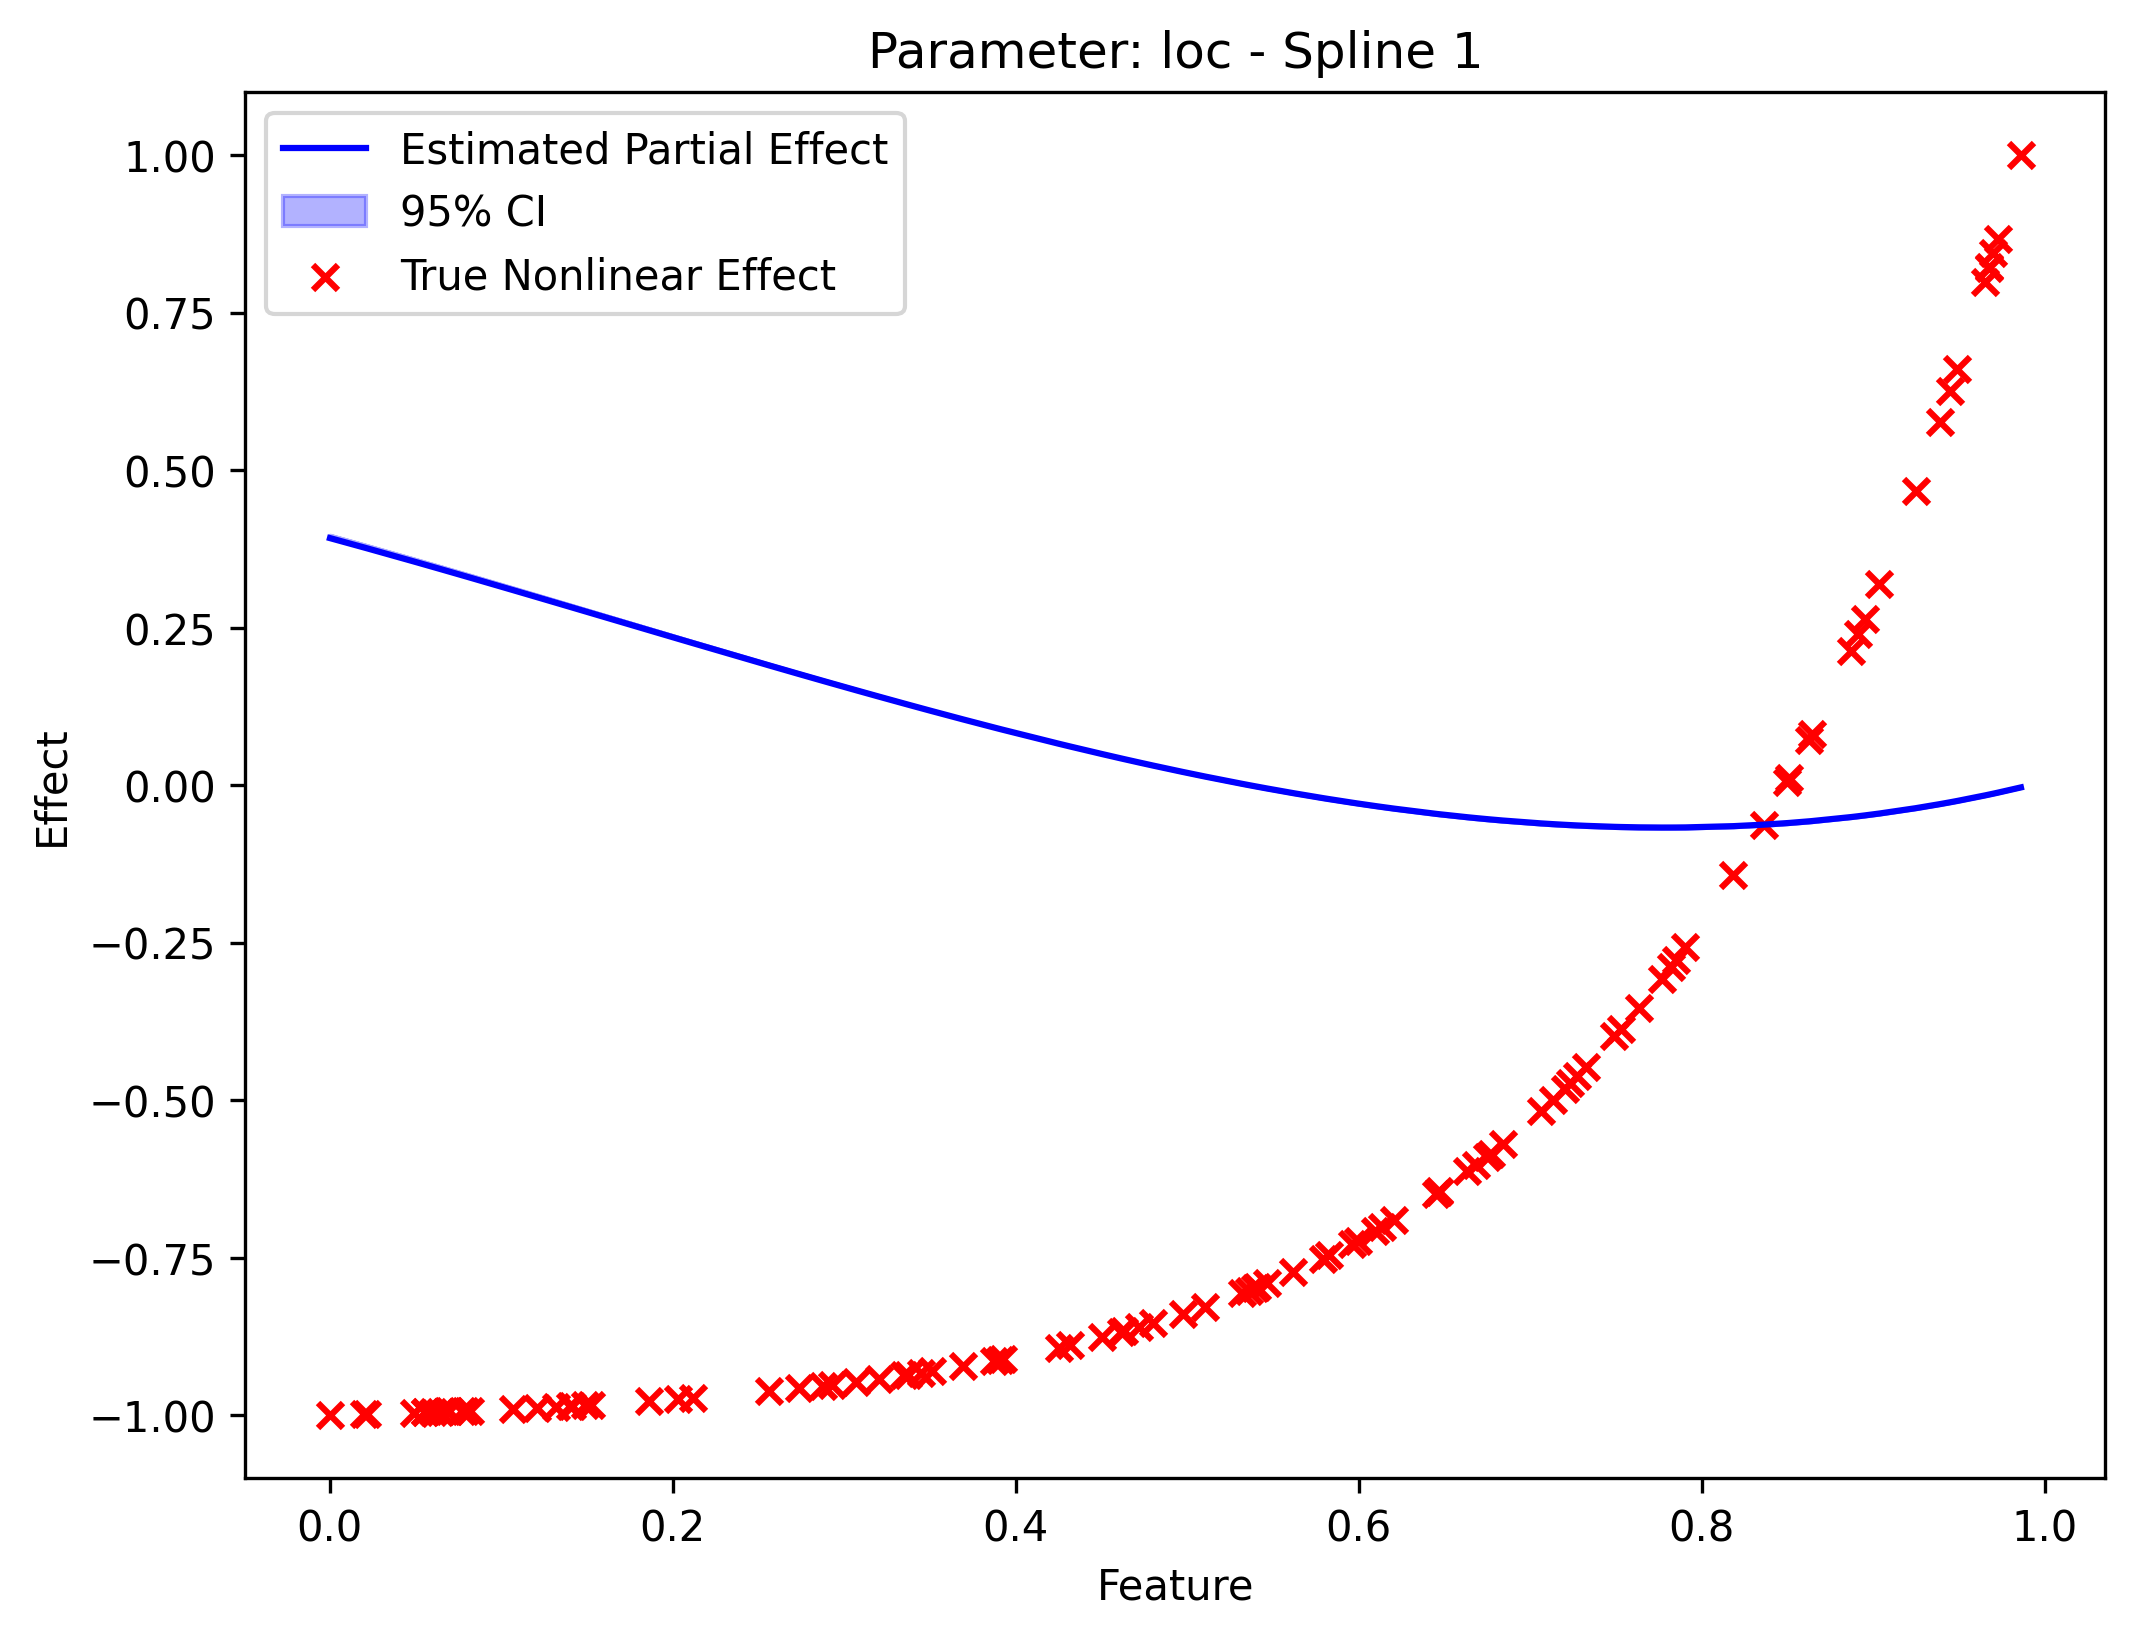 Parameter: loc - Spline 1
Estimated Partial Effect
95% CI
True Nonlinear Effect
1.00
0.75
0.50
0.25
0.00
−0.25
−0.50
−0.75
−1.00
Effect
0.0 0.2 0.4 0.6 0.8 1.0
Feature